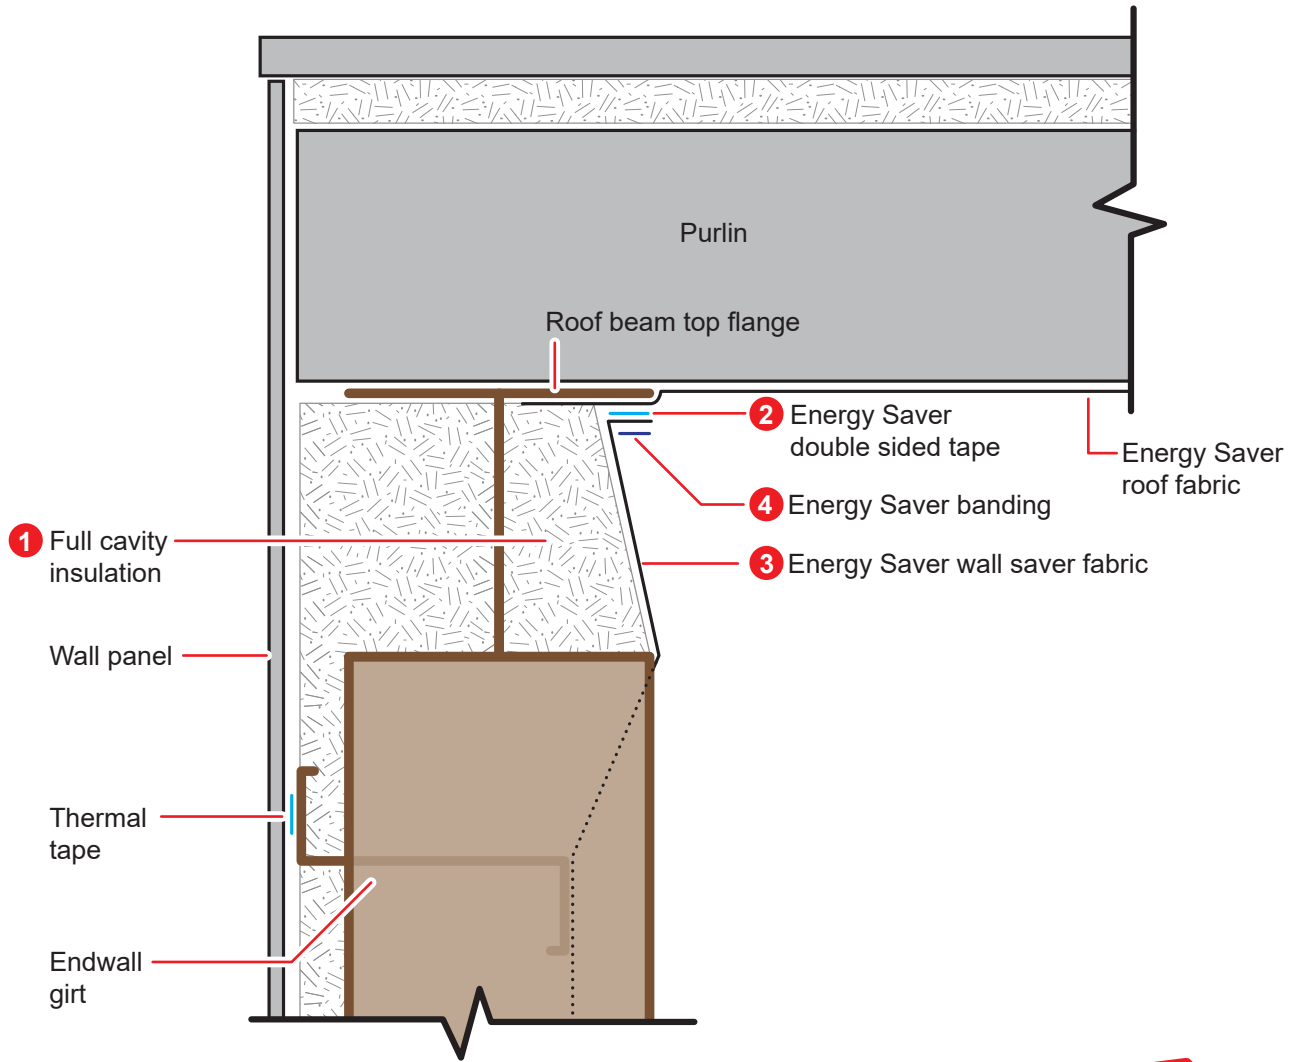 Purlin
Roof beam top flange
2 Energy Saver
double sided tape
Energy Saver
roof fabric
4 Energy Saver banding
1 Full cavity
insulation
3 Energy Saver wall saver fabric
Wall panel
Thermal
tape
Endwall
girt